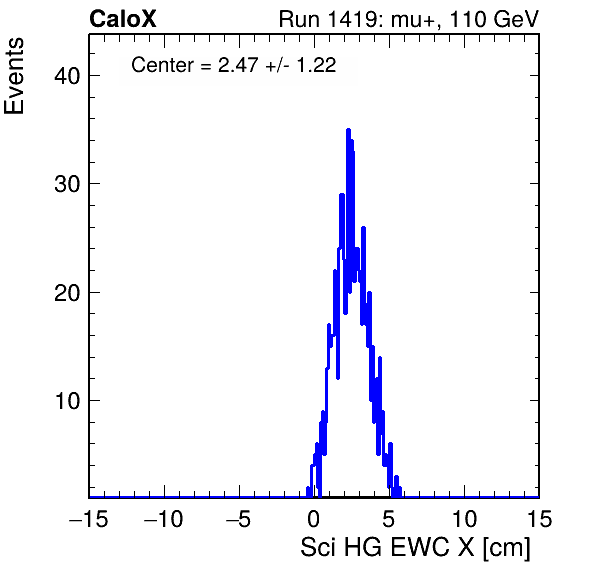 CaloX Run 1419: mu+, 110 GeV
Events
Center = 2.47 +/- 1.22
40
30
20
10
−15 −10 −5 0 5 10 15
Sci HG EWC X [cm]